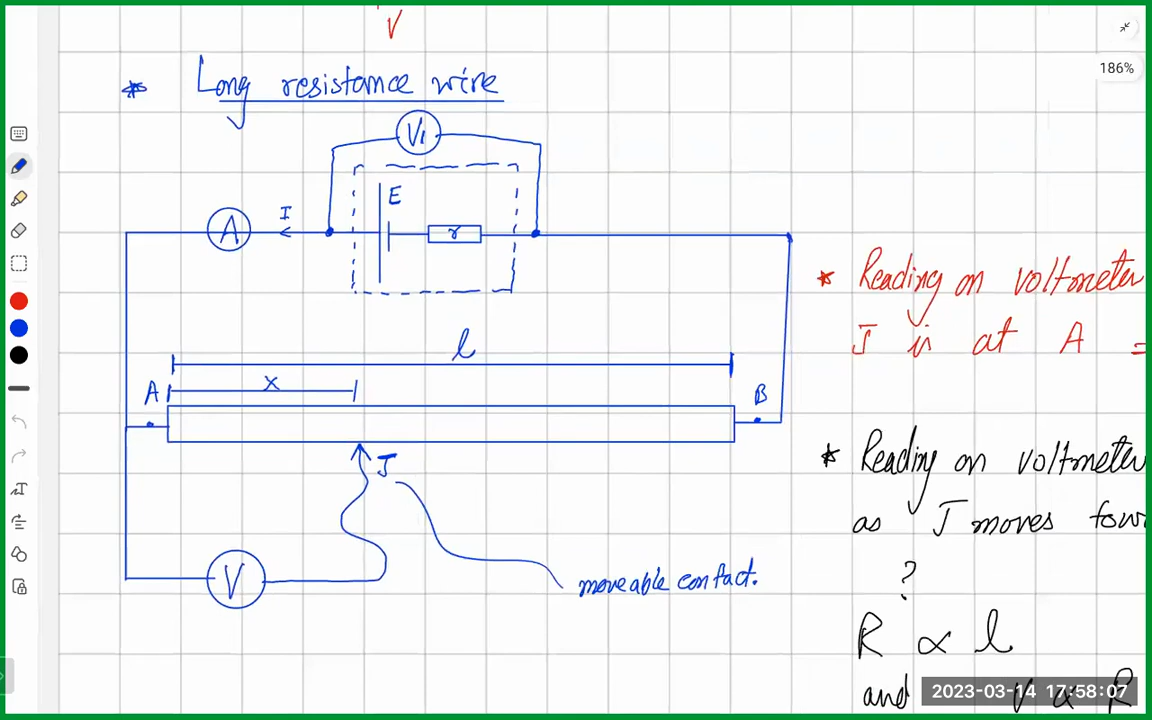 V
* Long resistance wire
V1
E
I
A
r
* Reading on voltmeter
J is at A =
l
x
A
B
J
* Reading on voltmeter
as J moves tow
V
moveable contact.
?
R ∝ l
and V ∝ R
186%
2023-03-14 17:58:07